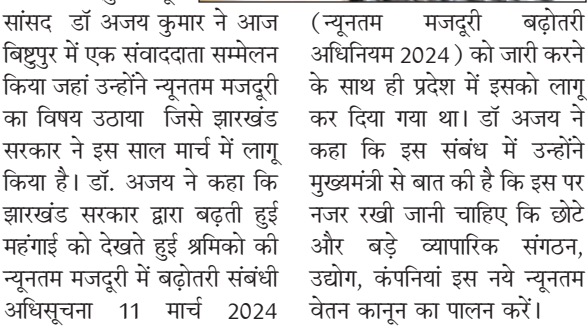 सांसद डॉ अजय कुमार ने आज
बिष्टुपुर में एक संवाददाता सम्मेलन
किया जहां उन्होंने न्यूनतम मजदूरी
का विषय उठाया जिसे झारखंड
सरकार ने इस साल मार्च में लागू
किया है। डॉ. अजय ने कहा कि
झारखंड सरकार द्वारा बढ़ती हुई
महंगाई को देखते हुई श्रमिको की
न्यूनतम मजदूरी में बढ़ोतरी संबंधी
अधिसूचना 11 मार्च 2024
(न्यूनतम मजदूरी बढ़ोतरी
अधिनियम 2024) को जारी करने
के साथ ही प्रदेश में इसको लागू
कर दिया गया था। डॉ अजय ने
कहा कि इस संबंध में उन्होंने
मुख्यमंत्री से बात की है कि इस पर
नजर रखी जानी चाहिए कि छोटे
और बड़े व्यापारिक संगठन,
उद्योग, कंपनियां इस नये न्यूनतम
वेतन कानून का पालन करें।